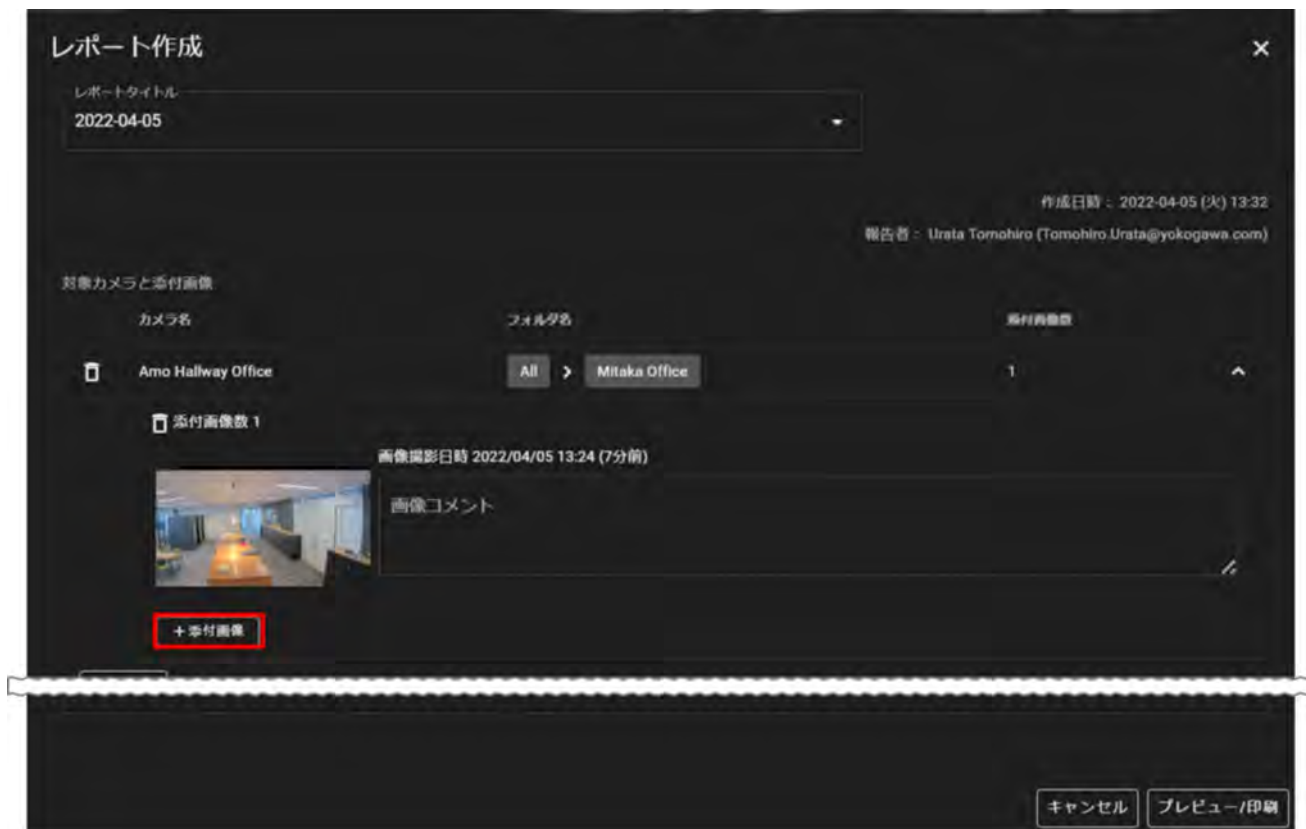 レポート作成
レポートタイトル
2022-04-05
作成日時： 2022-04-05 (火) 13:32
報告者： Urata Tomohiro (Tomohiro.Urata@yokogawa.com)
対象カメラと添付画像
カメラ名 フォルダ名 添付画像数
Amo Hallway Office All > Mitaka Office 1
添付画像数 1
画像撮影日時 2022/04/05 13:24 (7分前)
画像コメント
+添付画像
キャンセル プレビュー/印刷